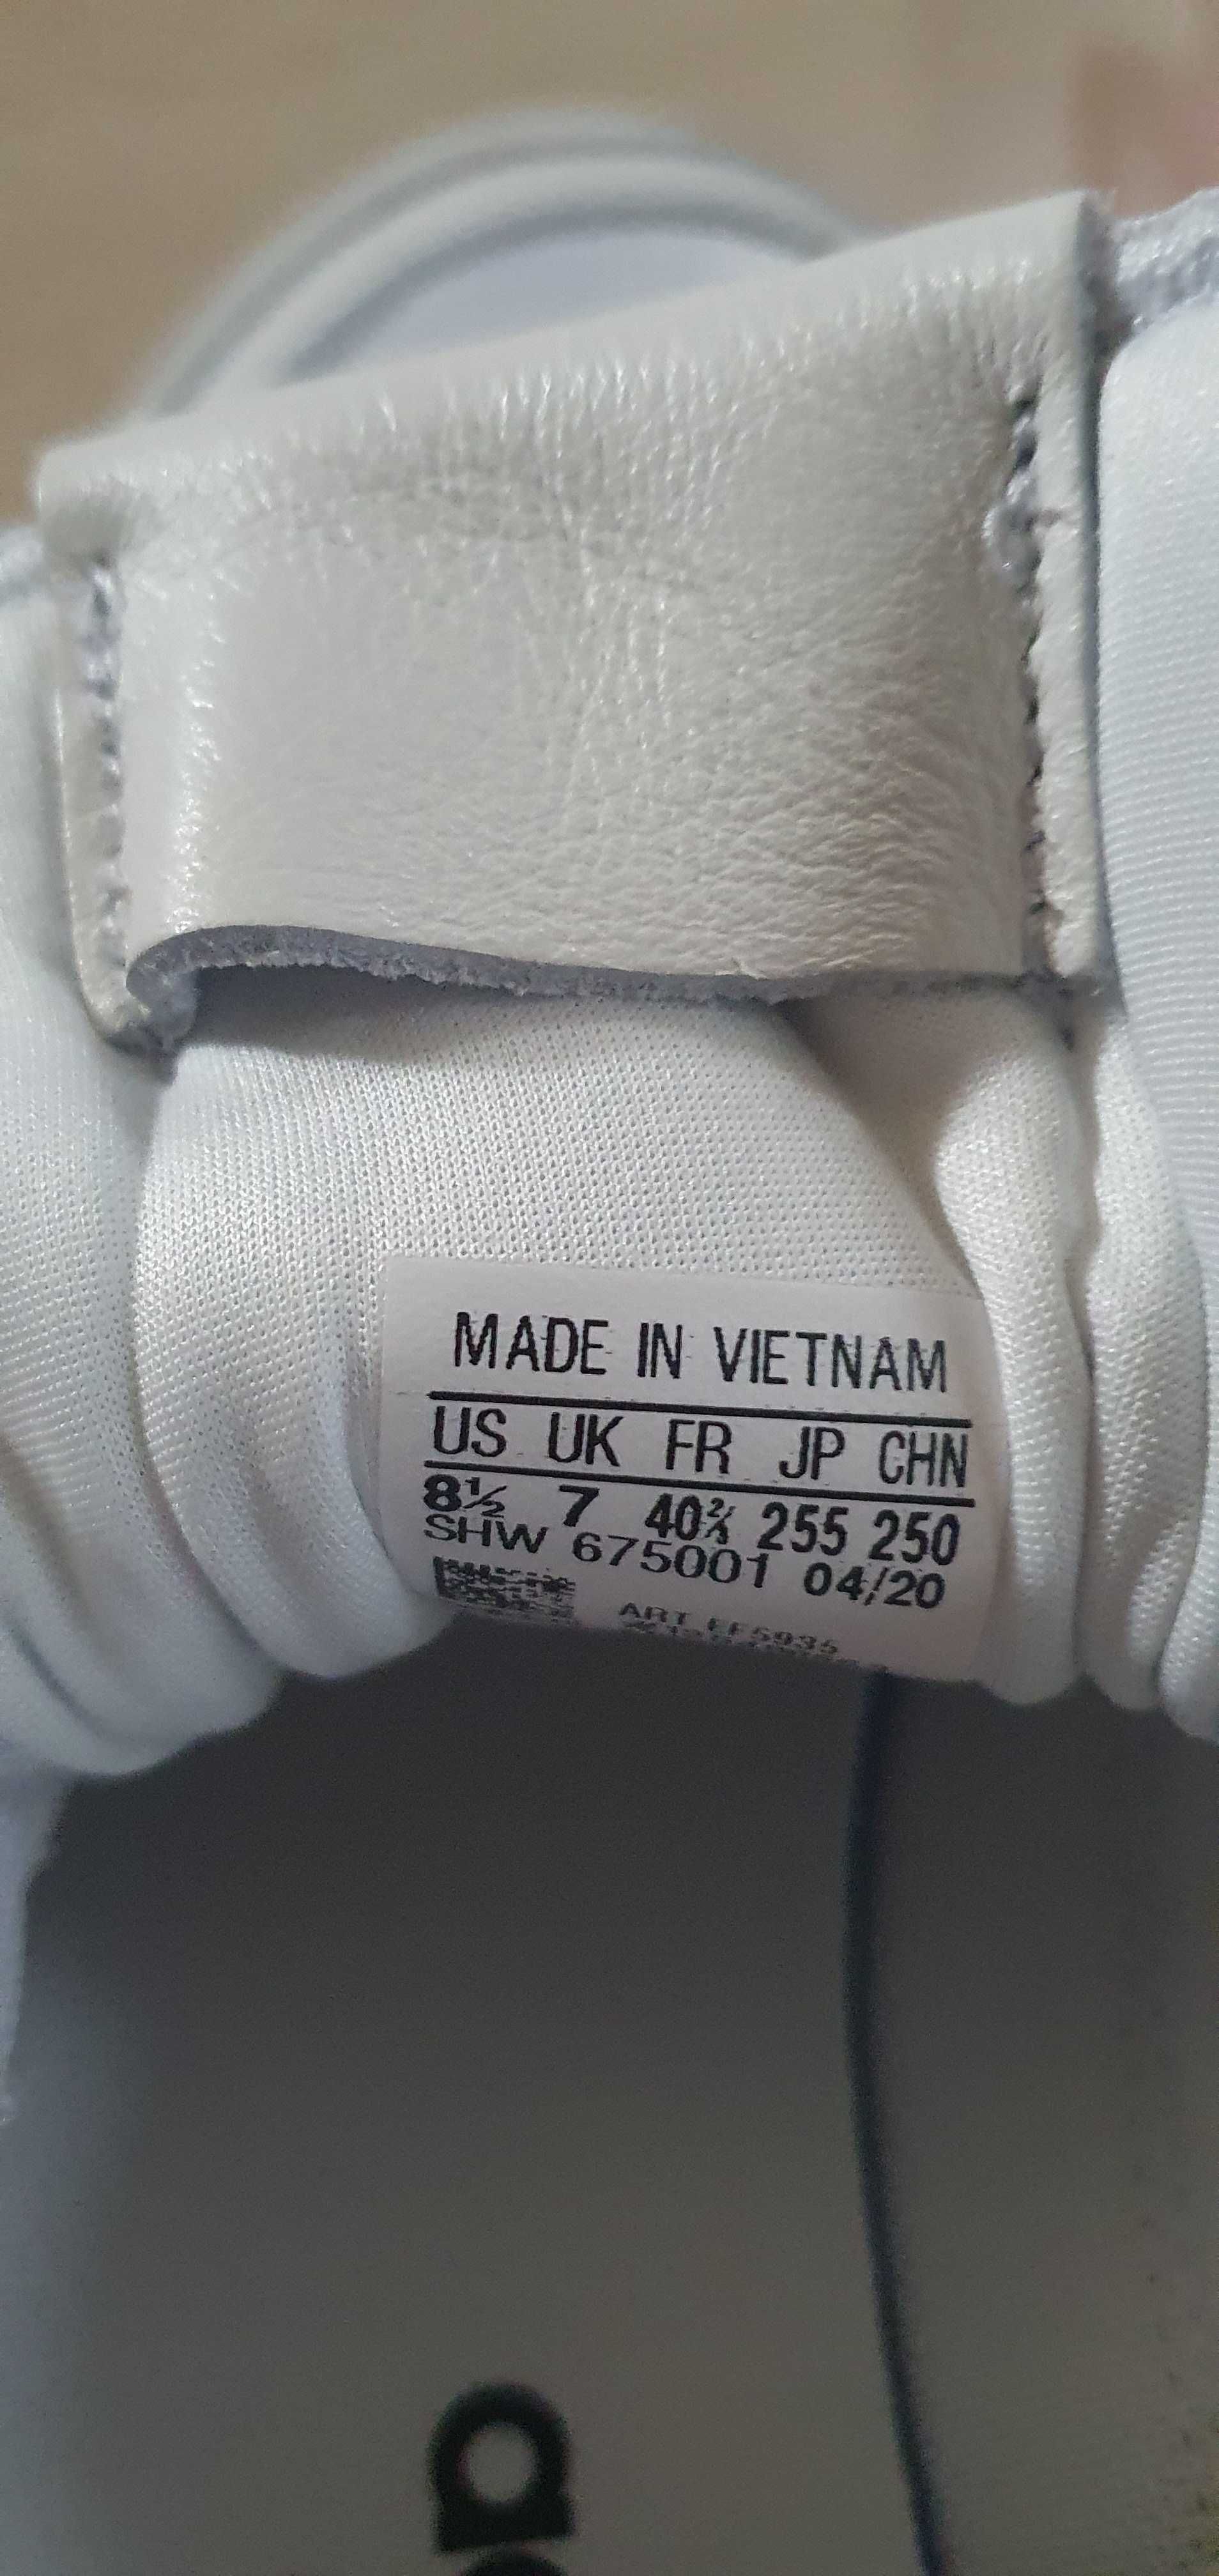 MADE IN VIETNAM
US UK FR JP CHN
8½ 7 40⅔ 255 250
SHW 675001 04/20
ART
a